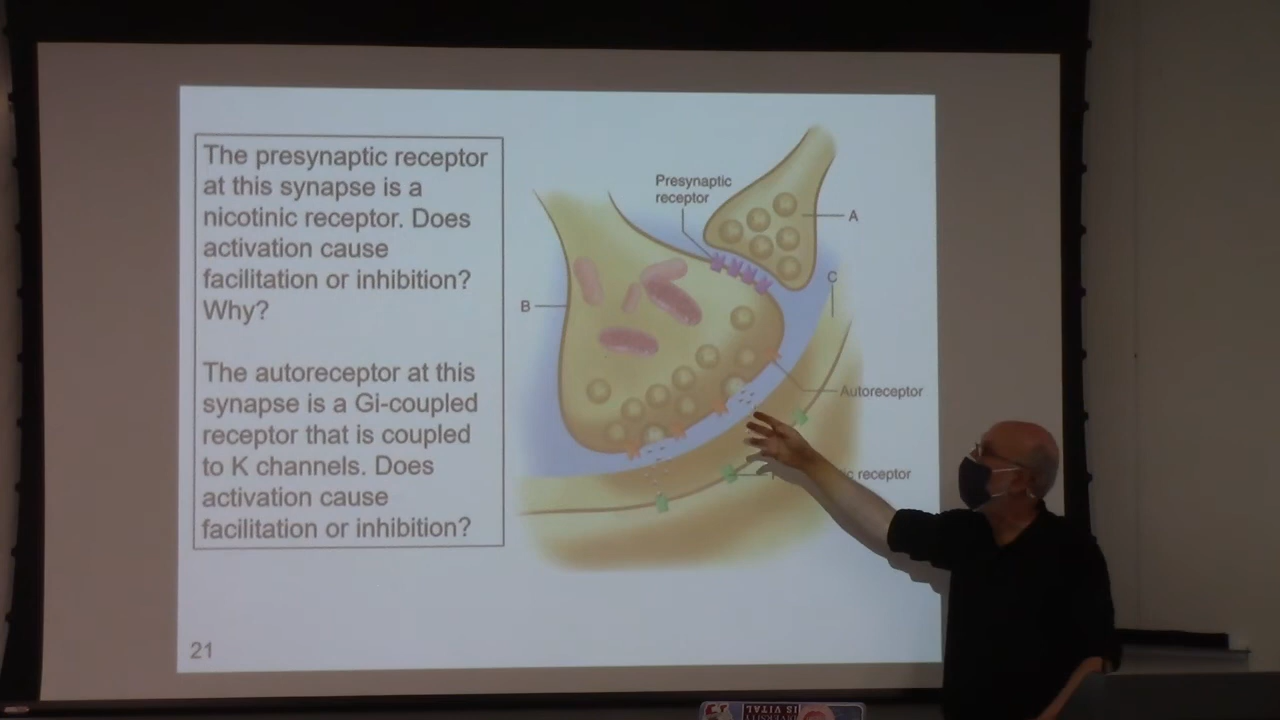 The presynaptic receptor
at this synapse is a
nicotinic receptor. Does
activation cause
facilitation or inhibition?
Why?
The autoreceptor at this
synapse is a Gi-coupled
receptor that is coupled
to K channels. Does
activation cause
facilitation or inhibition?
Presynaptic
receptor
A
C
B
Autoreceptor
receptor
21
IS VITAL